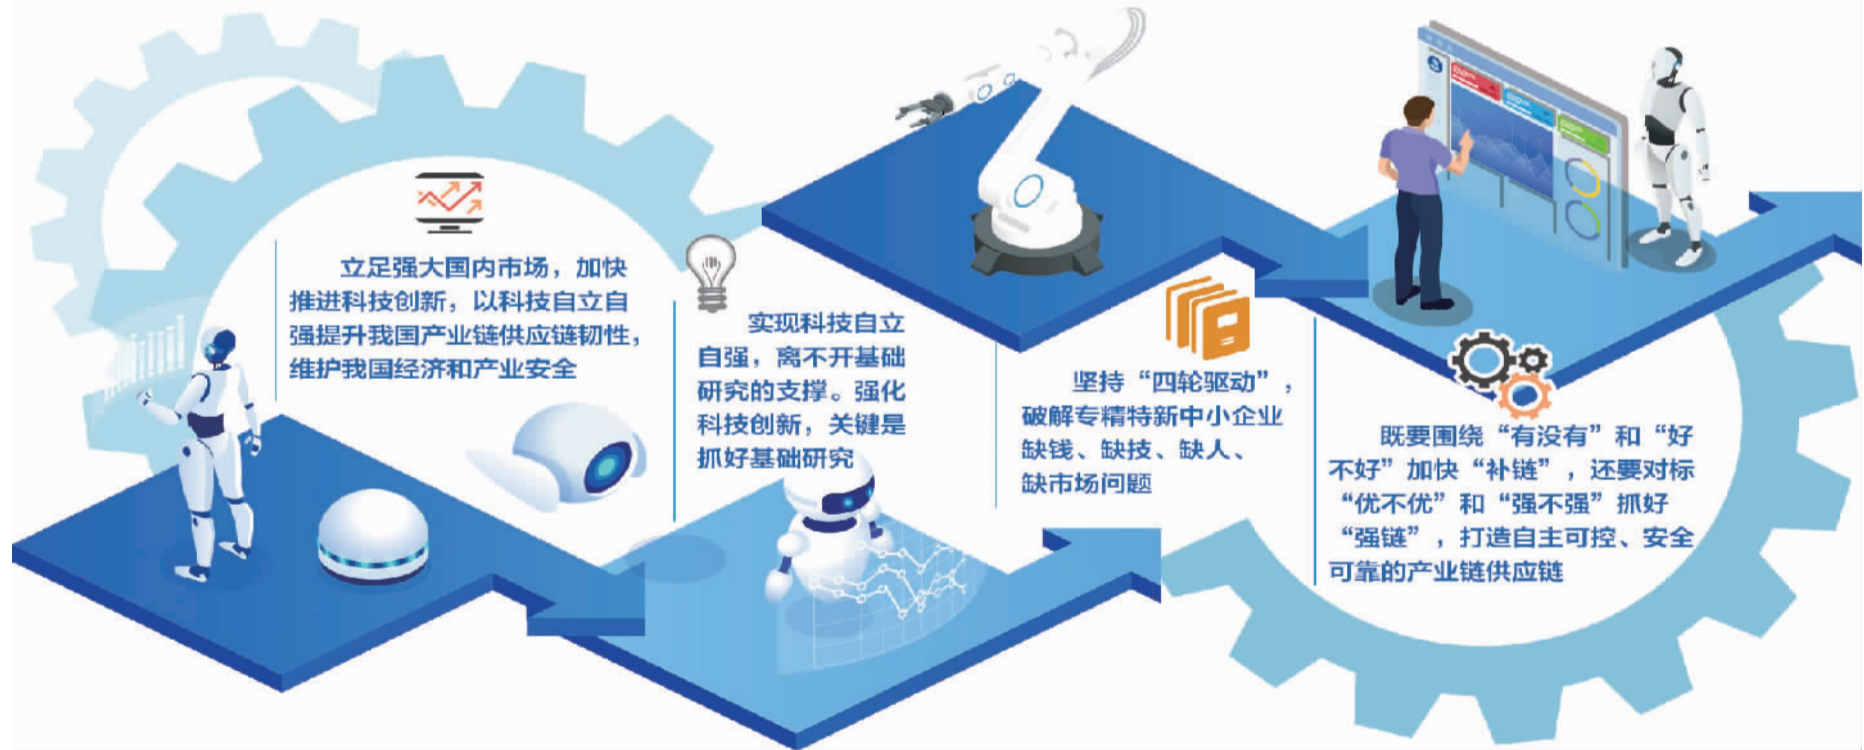 立足强大国内市场，加快
推进科技创新，以科技自立自
强提升我国产业链供应链韧性，
维护我国经济和产业安全
实现科技自立
自强，离不开基础
研究的支撑。强化
科技创新，关键是
抓好基础研究
坚持“四轮驱动”，
破解专精特新中小企业
缺钱、缺技、缺人、
缺市场问题
既要围绕“有没有”和“好
不好”加快“补链”，还要对标
“优不优”和“强不强”抓好
“强链”，打造自主可控、安全
可靠的产业链供应链